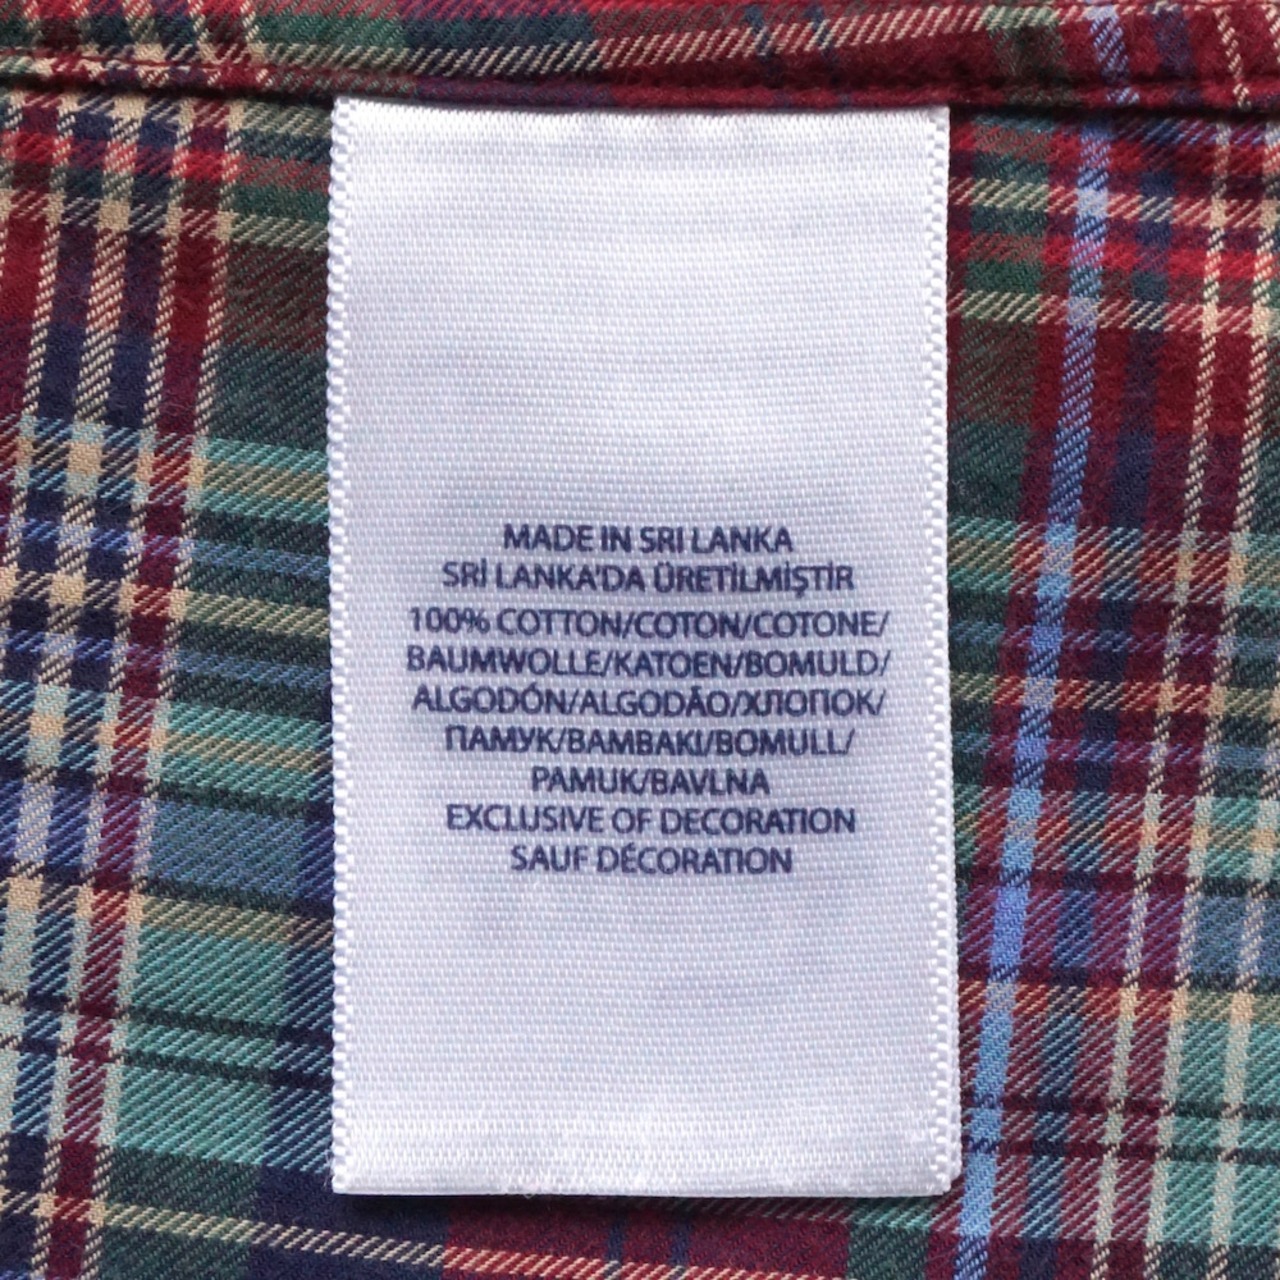 MADE IN SRI LANKA
SRİ LANKA'DA ÜRETİLMİŞTİR
100% COTTON/COTON/COTONE/
BAUMWOLLE/KATOEN/BOMULD/
ALGODÓN/ALGODÃO/ХЛОПОК/
ПАМУК/ΒΑΜΒΑΚΙ/BOMULL/
PAMUK/BAVLNA
EXCLUSIVE OF DECORATION
SAUF DÉCORATION